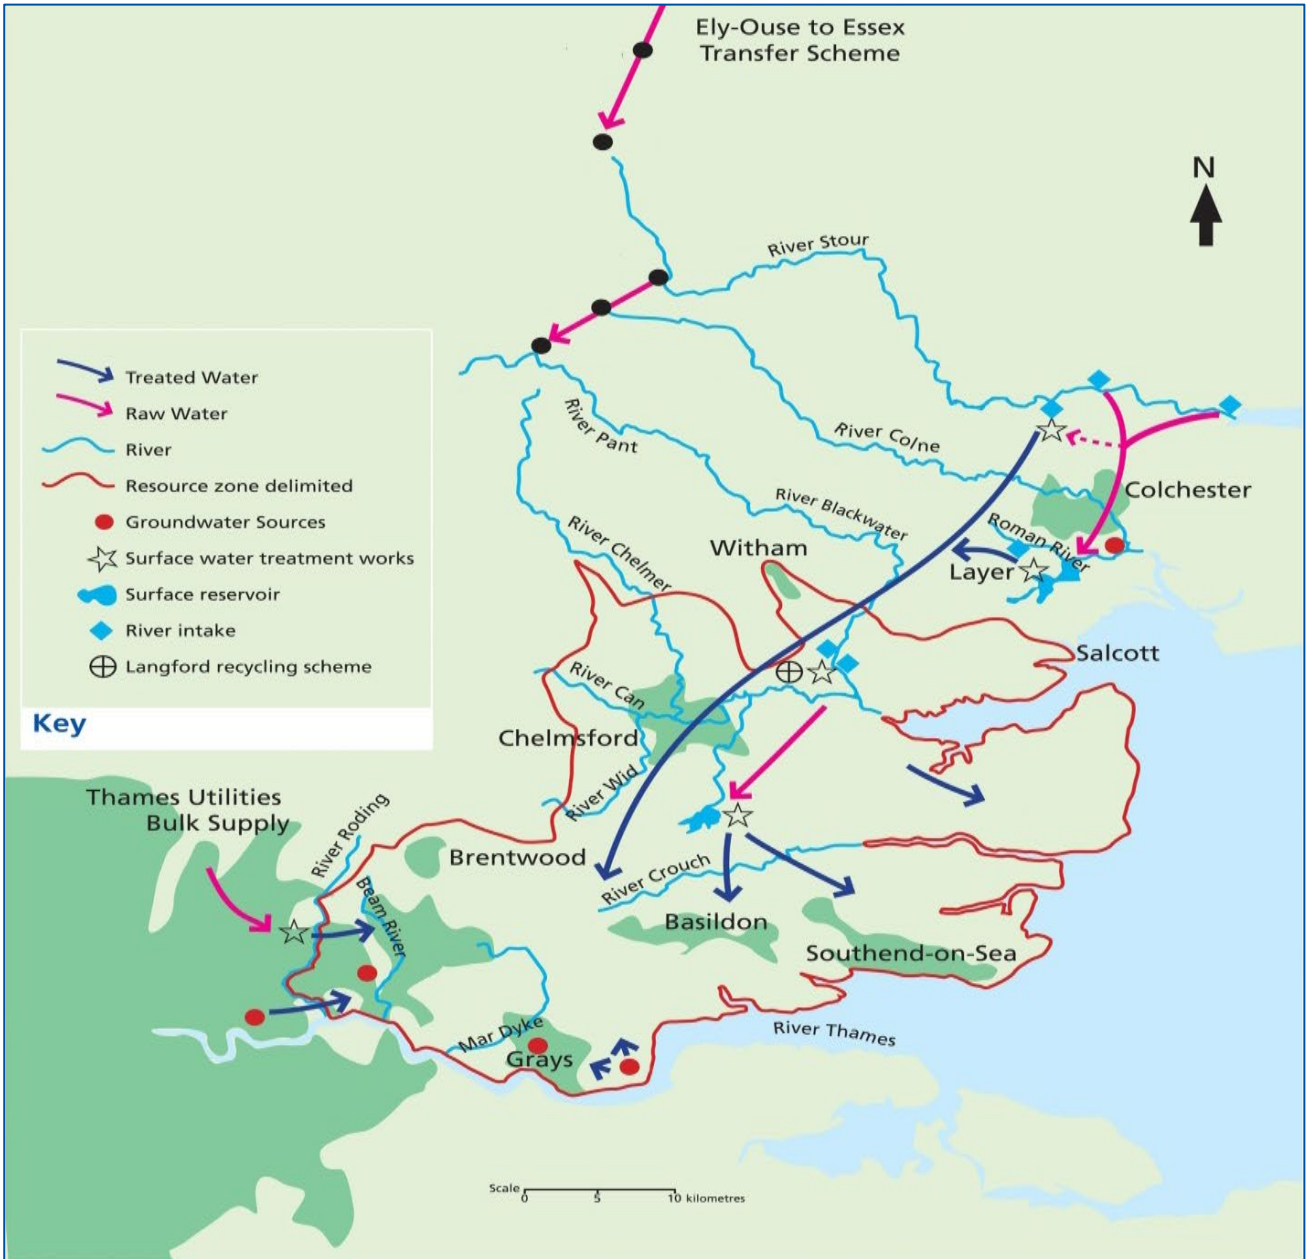 Ely-Ouse to Essex
Transfer Scheme
N
River Stour
Treated Water
Raw Water
River
Resource zone delimited
Groundwater Sources
Surface water treatment works
Surface reservoir
River intake
Langford recycling scheme
Key
River Pant
River Colne
Colchester
River Blackwater
Roman River
River Chelmer
Witham
Layer
Salcott
River Can
Chelmsford
River Wid
Thames Utilities
Bulk Supply
River Roding
Brentwood
Beam River
River Crouch
Basildon
Southend-on-Sea
River Thames
Mar Dyke
Grays
Scale
0 5 10 kilometres